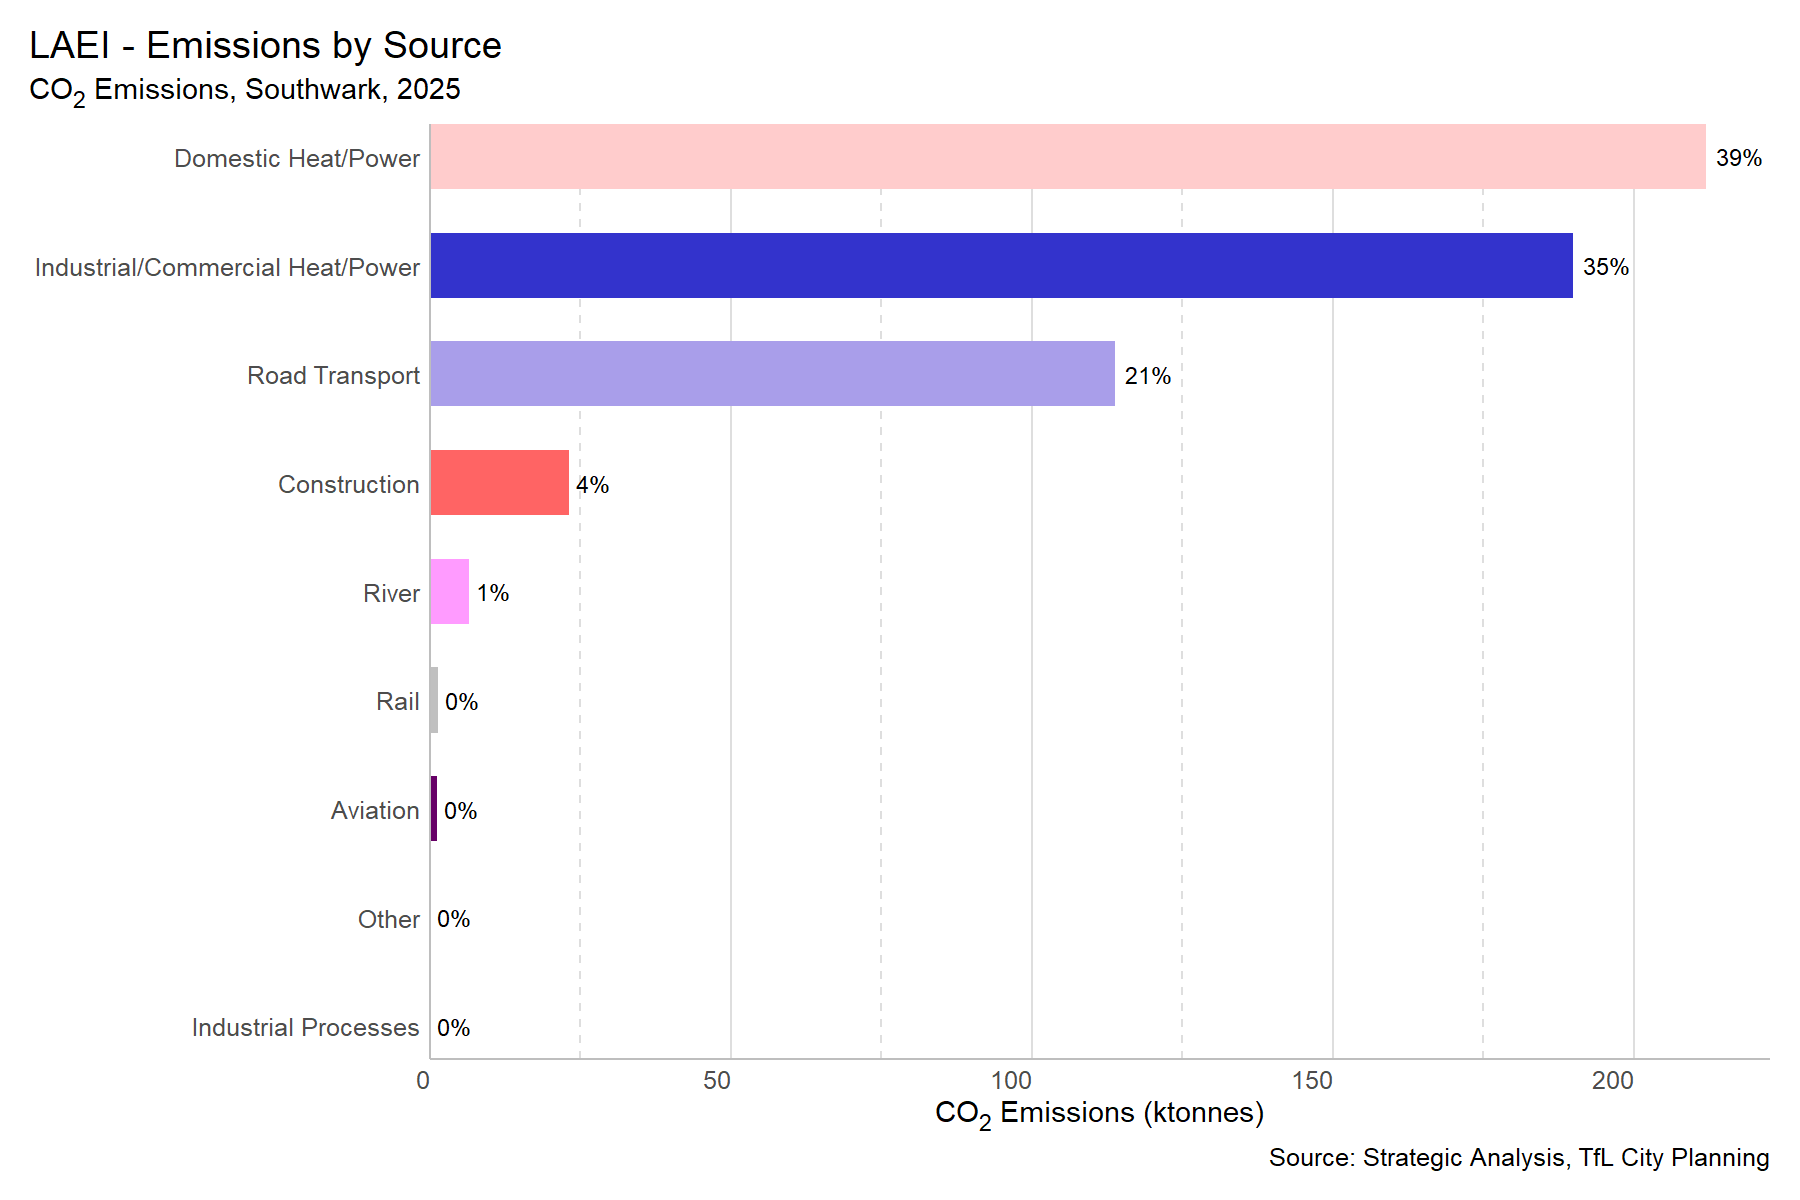 LAEI - Emissions by Source
CO₂ Emissions, Southwark, 2025
Domestic Heat/Power 39%
Industrial/Commercial Heat/Power 35%
Road Transport 21%
Construction 4%
River 1%
Rail 0%
Aviation 0%
Other 0%
Industrial Processes 0%
0 50 100 150 200
CO₂ Emissions (ktonnes)
Source: Strategic Analysis, TfL City Planning